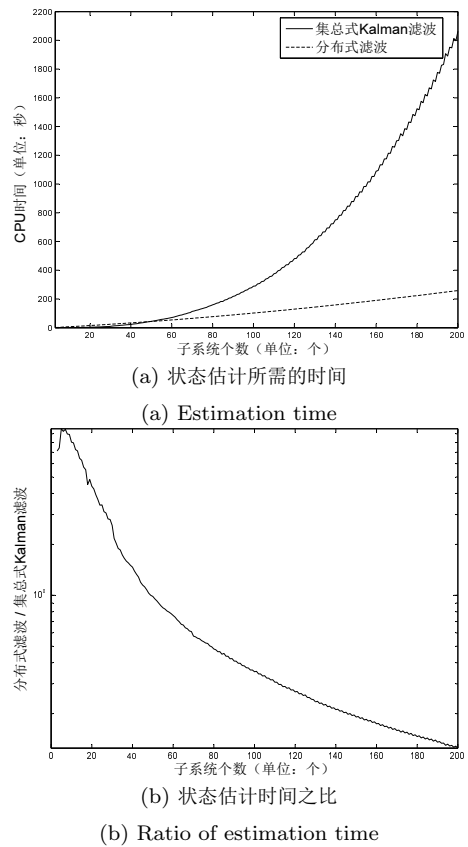 2200
2000
1800
1600
1400
1200
1000
800
600
400
200
0
CPU时间（单位：秒）
集总式Kalman滤波
分布式滤波
20 40 60 80 100 120 140 160 180 200
子系统个数（单位：个）
(a) 状态估计所需的时间
(a) Estimation time
分布式滤波 / 集总式Kalman滤波
0 20 40 60 80 100 120 140 160 180 200
子系统个数（单位：个）
(b) 状态估计时间之比
(b) Ratio of estimation time